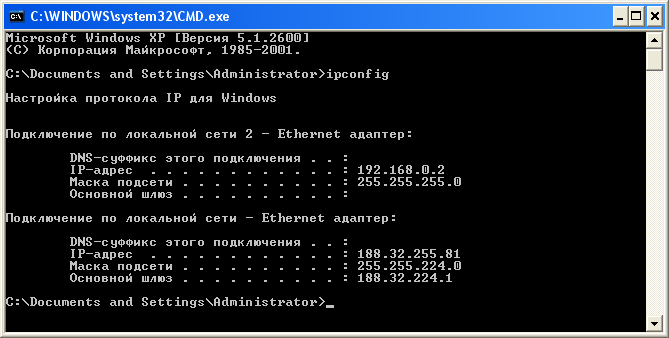 C:\WINDOWS\system32\CMD.exe
Microsoft Windows XP [Версия 5.1.2600]
(С) Корпорация Майкрософт, 1985-2001.
C:\Documents and Settings\Administrator>ipconfig
Настройка протокола IP для Windows
Подключение по локальной сети 2 - Ethernet адаптер:
DNS-суффикс этого подключения . . :
IP-адрес . . . . . . . . . . . . : 192.168.0.2
Маска подсети . . . . . . . . . . : 255.255.255.0
Основной шлюз . . . . . . . . . . :
Подключение по локальной сети - Ethernet адаптер:
DNS-суффикс этого подключения . . :
IP-адрес . . . . . . . . . . . . : 188.32.255.81
Маска подсети . . . . . . . . . . : 255.255.224.0
Основной шлюз . . . . . . . . . . : 188.32.224.1
C:\Documents and Settings\Administrator>_